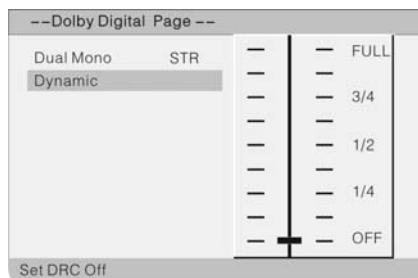 --Dolby Digital Page--
Dual Mono STR
Dynamic
FULL
3/4
1/2
1/4
OFF
Set DRC Off